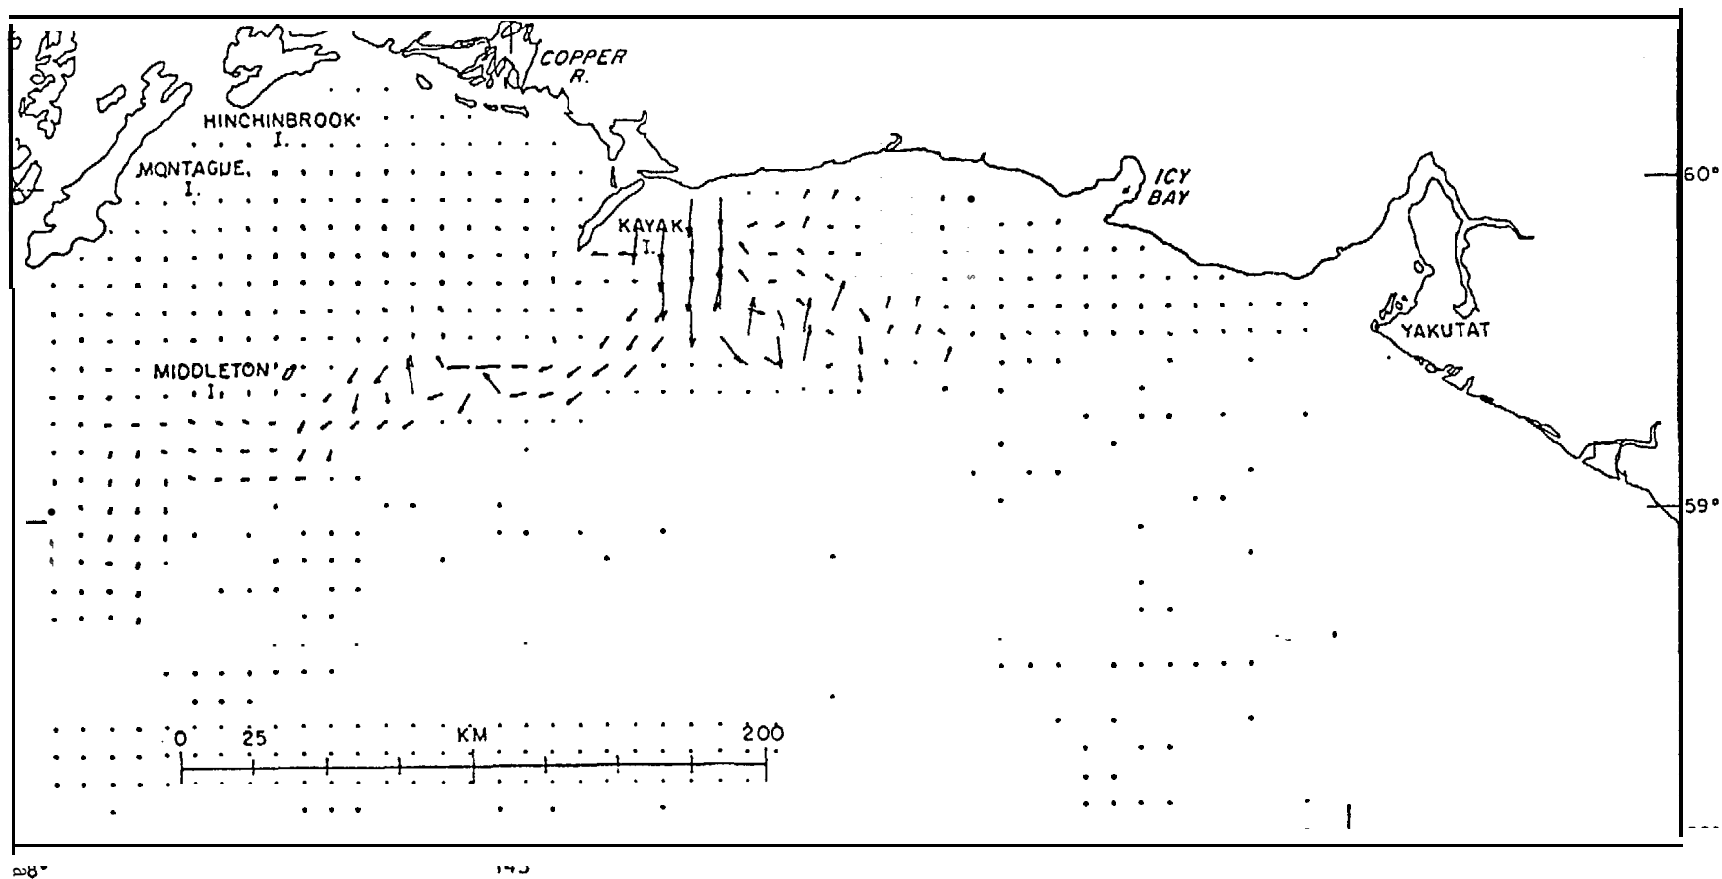 COPPER
R.
HINCHINBROOK
I.
MONTAGUE
I.
60°
ICY
BAY
KAYAK
I.
YAKUTAT
MIDDLETON
I.
59°
0 25 KM 200